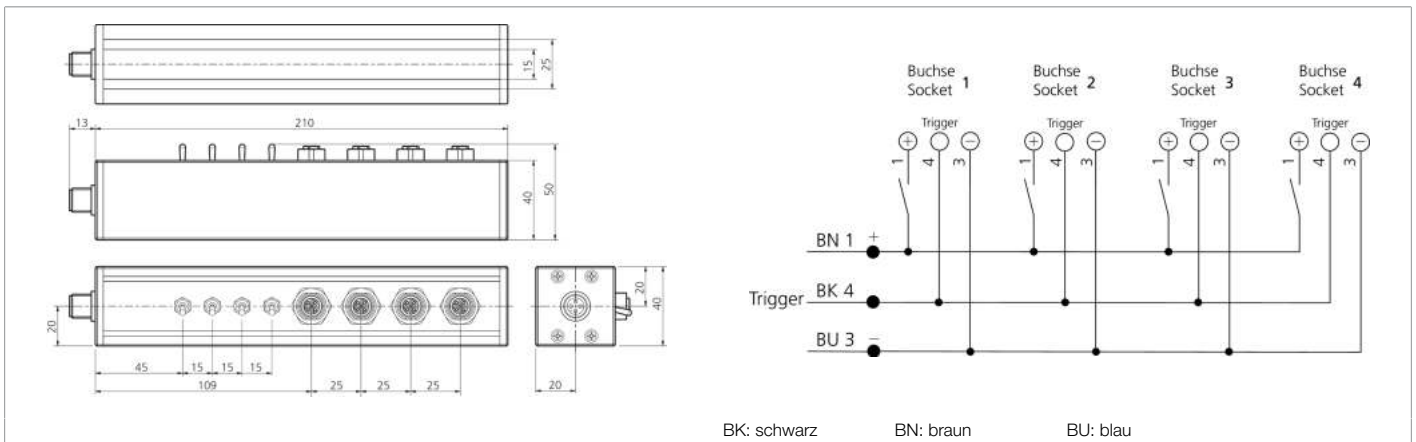 15
25
13
210
40
50
20
45
15
15
15
109
25
25
25
20
20
40
Buchse
Socket 1
Buchse
Socket 2
Buchse
Socket 3
Buchse
Socket 4
Trigger
Trigger
Trigger
Trigger
+ − + − + − + −
1 4 3 1 4 3 1 4 3 1 4 3
BN 1 +
Trigger BK 4
BU 3 −
BK: schwarz BN: braun BU: blau